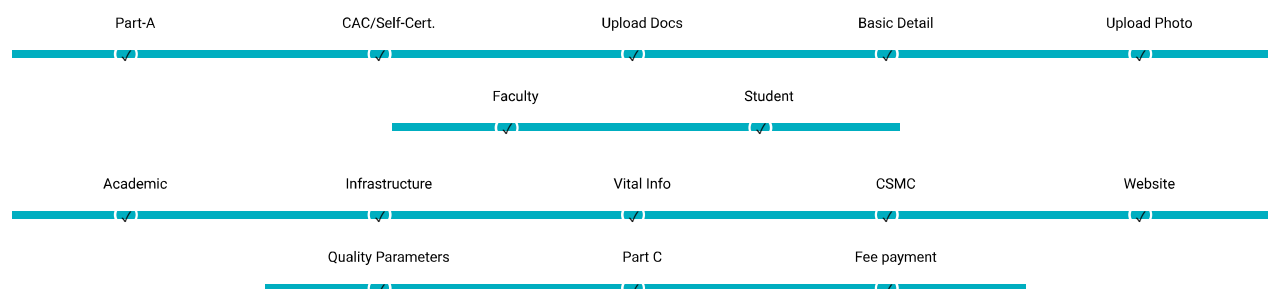 Part-A CAC/Self-Cert. Upload Docs Basic Detail Upload Photo
Faculty Student
Academic Infrastructure Vital Info CSMC Website
Quality Parameters Part C Fee payment